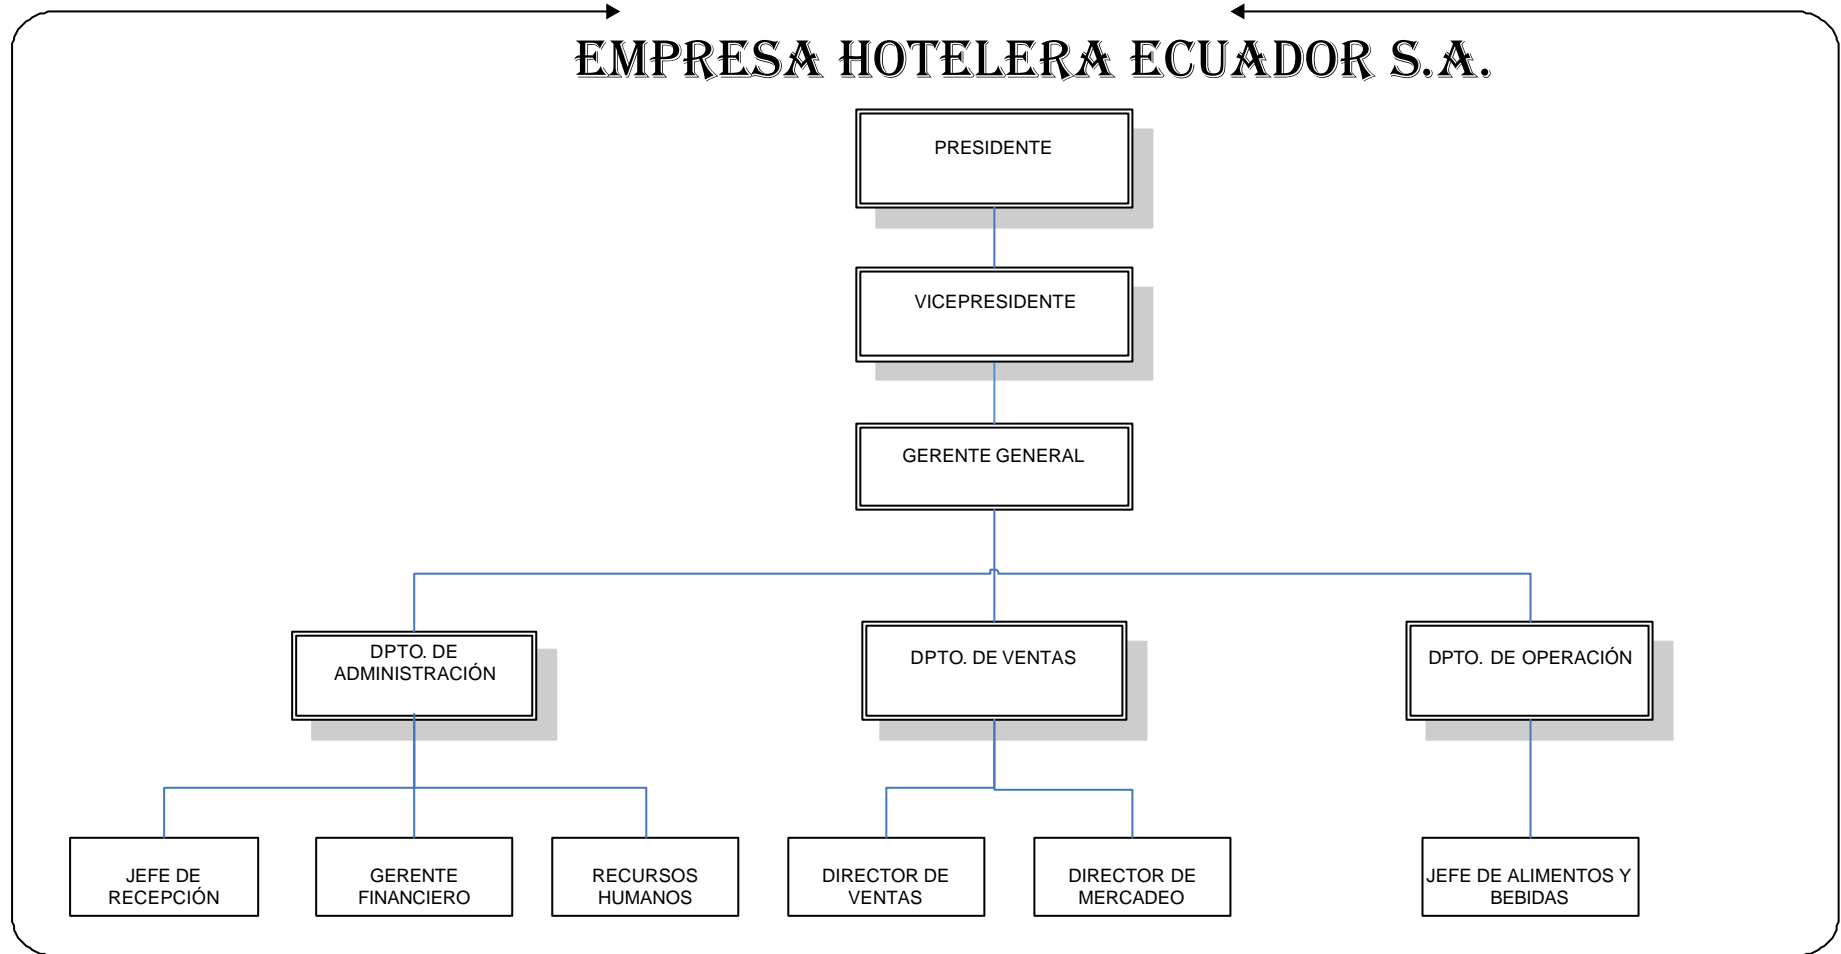 EMPRESA HOTELERA ECUADOR S.A.
PRESIDENTE
VICEPRESIDENTE
GERENTE GENERAL
DPTO. DE
ADMINISTRACIÓN
DPTO. DE VENTAS
DPTO. DE OPERACIÓN
JEFE DE
RECEPCIÓN
GERENTE
FINANCIERO
RECURSOS
HUMANOS
DIRECTOR DE
VENTAS
DIRECTOR DE
MERCADEO
JEFE DE ALIMENTOS Y
BEBIDAS